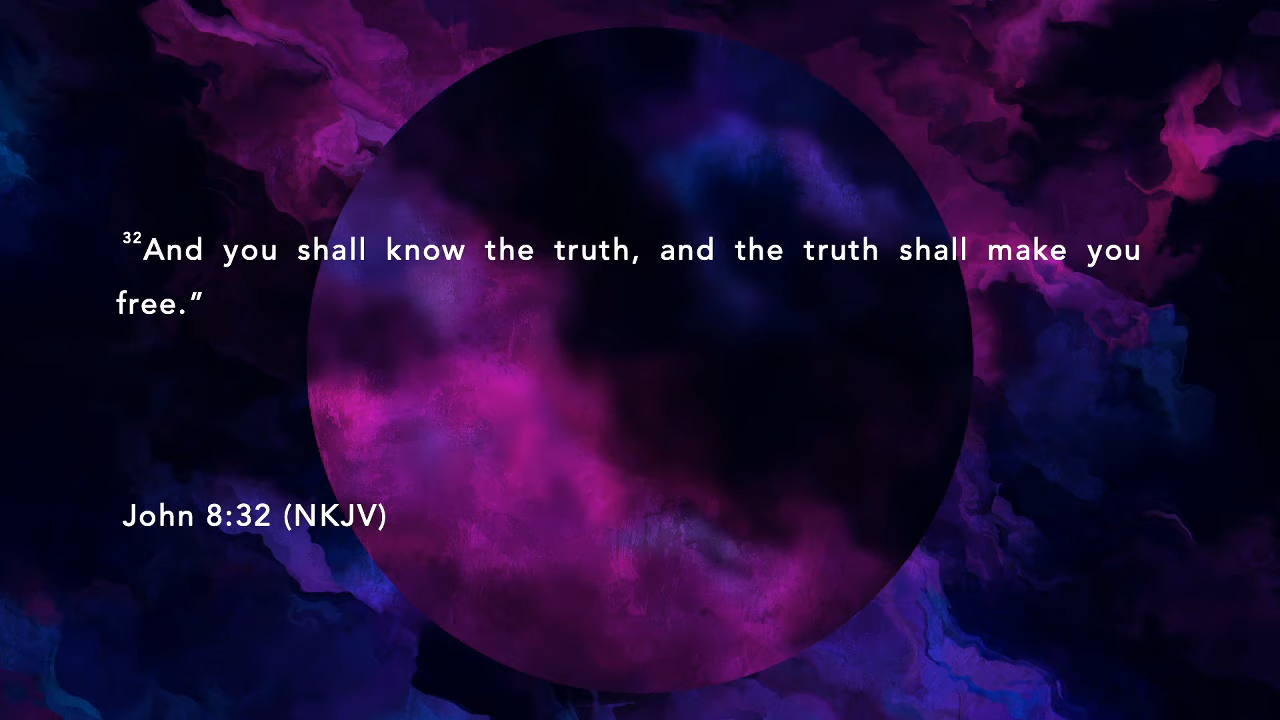 ³²And you shall know the truth, and the truth shall make you
free.”
John 8:32 (NKJV)